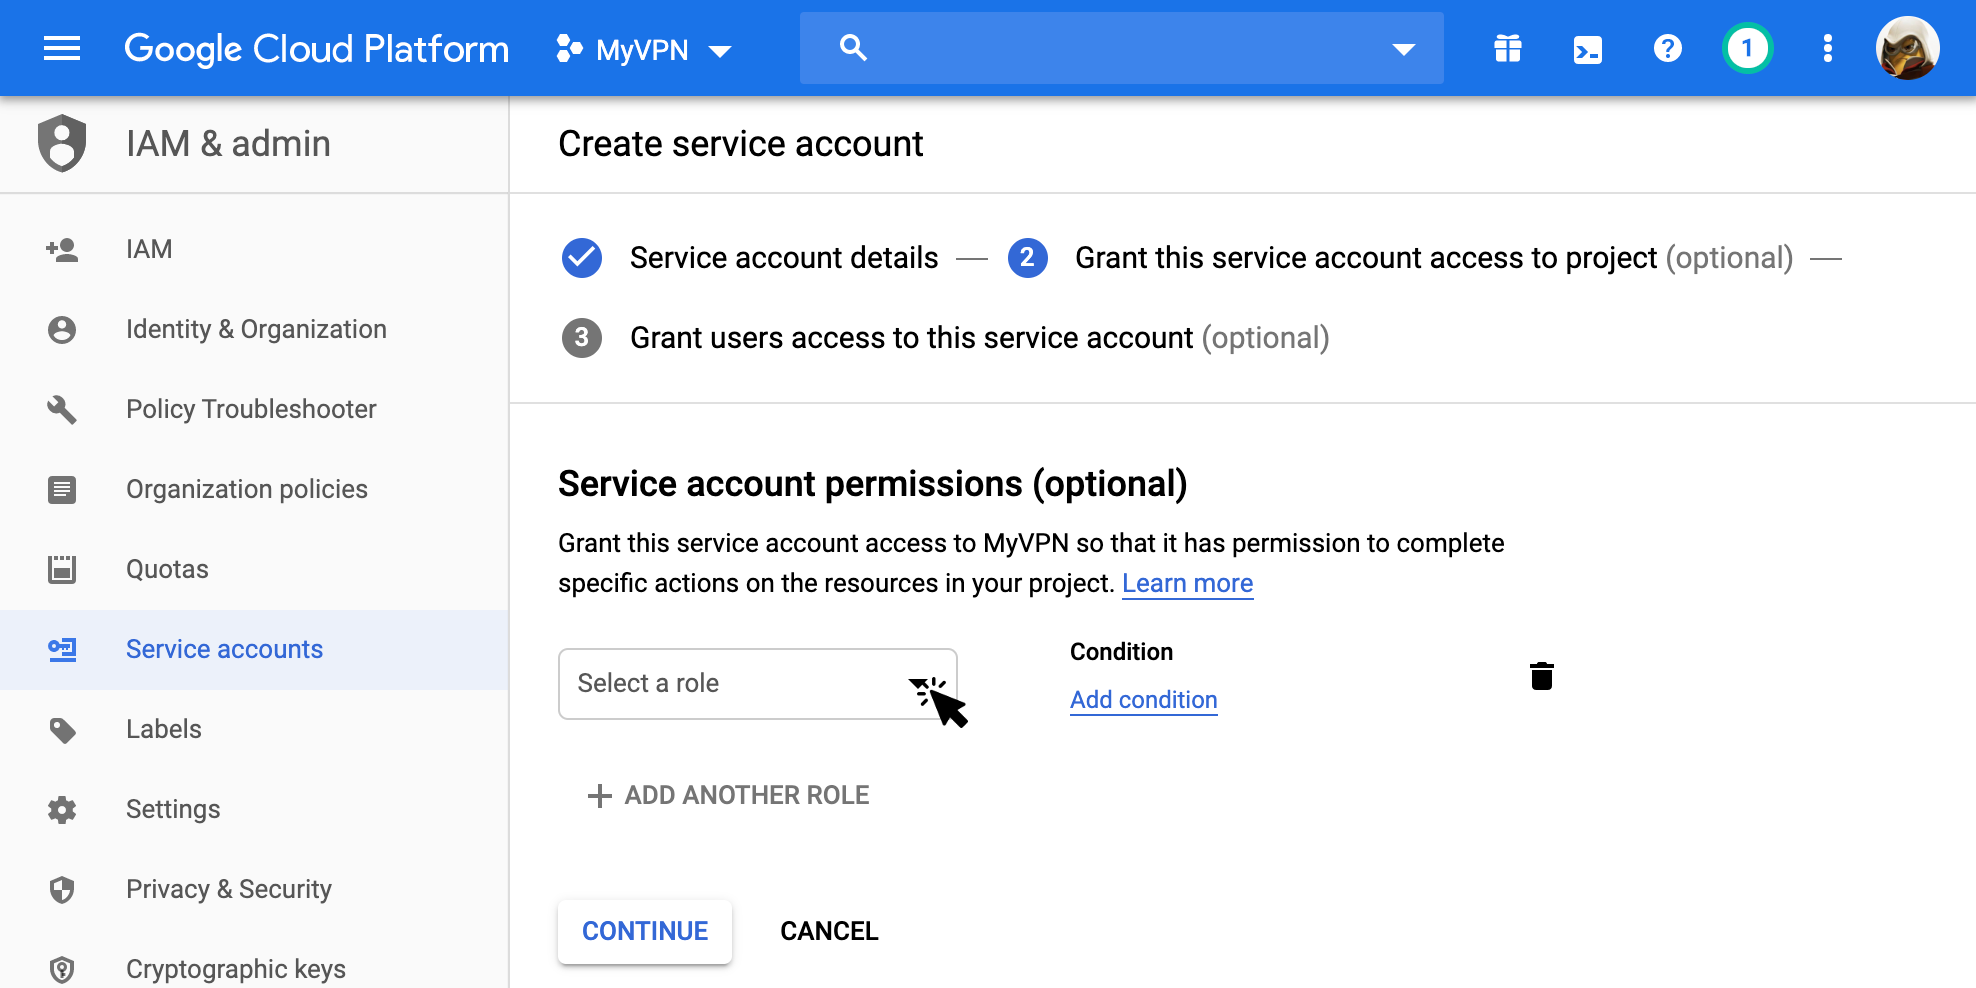 Google Cloud Platform
MyVPN
1
IAM & admin
Create service account
IAM
Identity & Organization
Policy Troubleshooter
Organization policies
Quotas
Service accounts
Labels
Settings
Privacy & Security
Cryptographic keys
Service account details — 2 Grant this service account access to project (optional) —
3 Grant users access to this service account (optional)
Service account permissions (optional)
Grant this service account access to MyVPN so that it has permission to complete
specific actions on the resources in your project. Learn more
Select a role
Condition
Add condition
ADD ANOTHER ROLE
CONTINUE
CANCEL